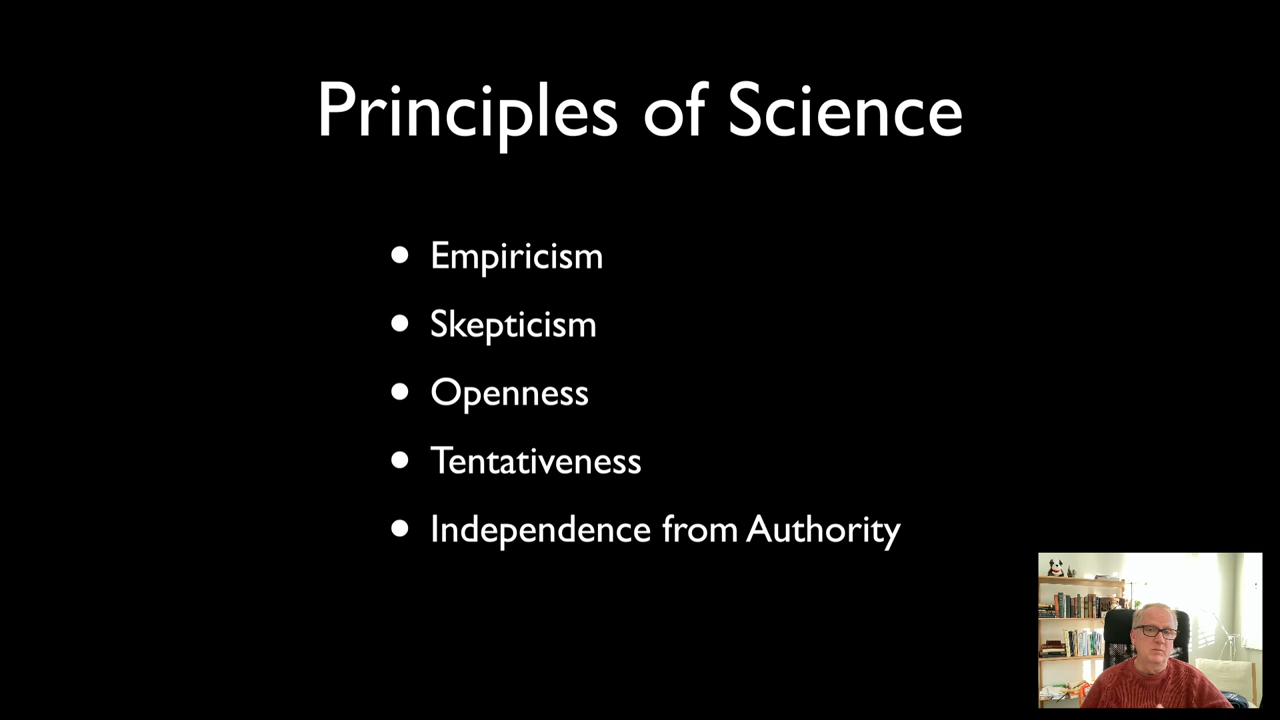 Principles of Science
• Empiricism
• Skepticism
• Openness
• Tentativeness
• Independence from Authority